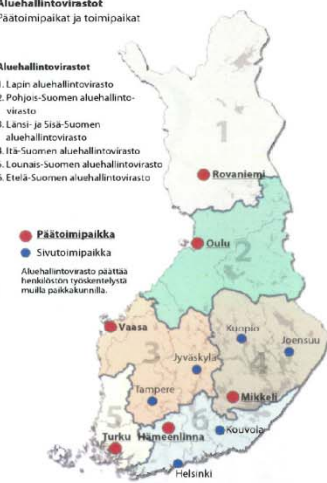 Aluehallintovirastot
Päätoimipaikat ja toimipaikat
Aluehallintovirastot
1. Lapin aluehallintovirasto
2. Pohjois-Suomen aluehallinto-
virasto
3. Länsi- ja Sisä-Suomen
aluehallintovirasto
4. Itä-Suomen aluehallintovirasto
5. Lounais-Suomen aluehallintovirasto
6. Etelä-Suomen aluehallintovirasto
Päätoimipaikka
Sivutoimipaikka
Aluehallintovirasto päättää
henkilöstön työskentelystä
muilla paikkakunnilla.
1
Rovaniemi
Oulu
2
Vaasa
Kuopio
Joensuu
3
Jyväskylä
4
Tampere
Mikkeli
5
6
Turku
Hämeenlinna
Kouvola
Helsinki